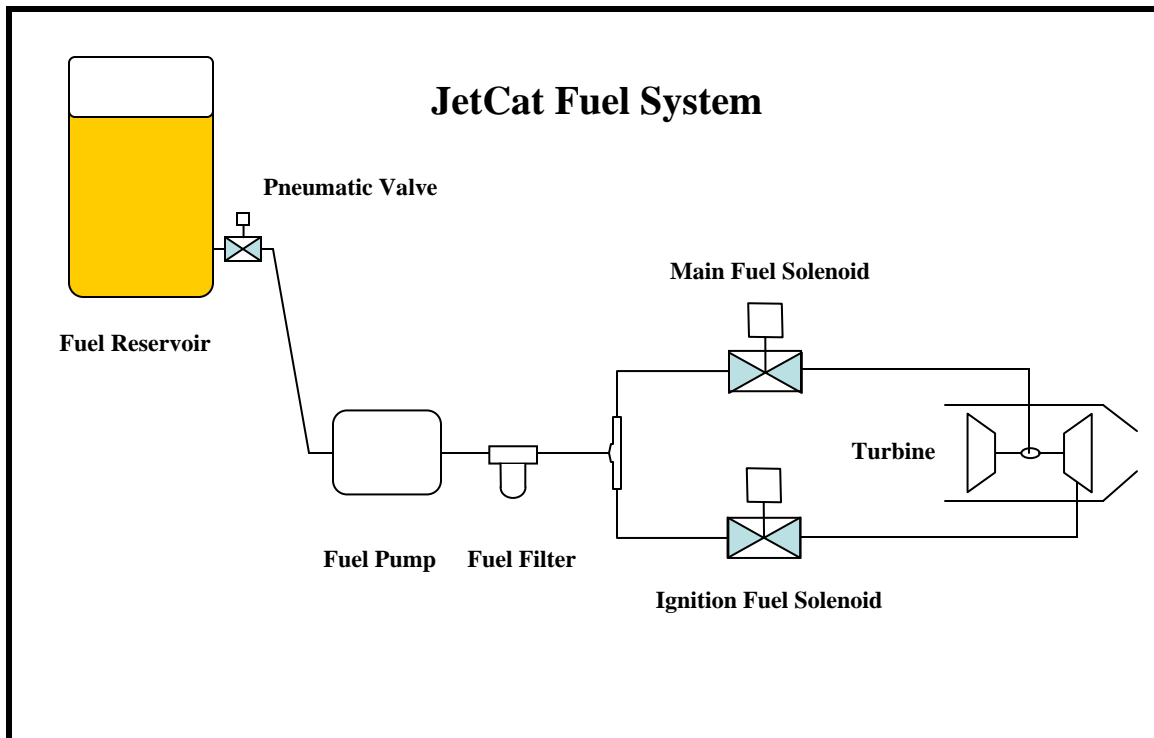 JetCat Fuel System
Pneumatic Valve
Main Fuel Solenoid
Fuel Reservoir
Turbine
Fuel Pump
Fuel Filter
Ignition Fuel Solenoid